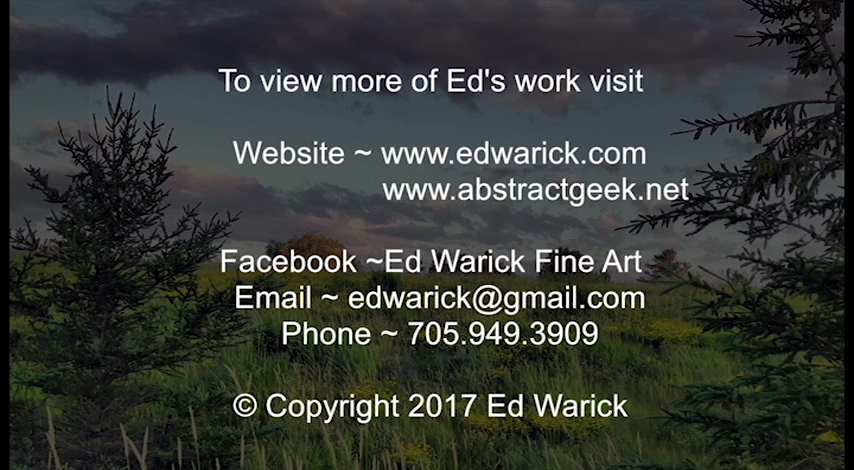 To view more of Ed's work visit
Website ~ www.edwarick.com
www.abstractgeek.net
Facebook ~Ed Warick Fine Art
Email ~ edwarick@gmail.com
Phone ~ 705.949.3909
© Copyright 2017 Ed Warick